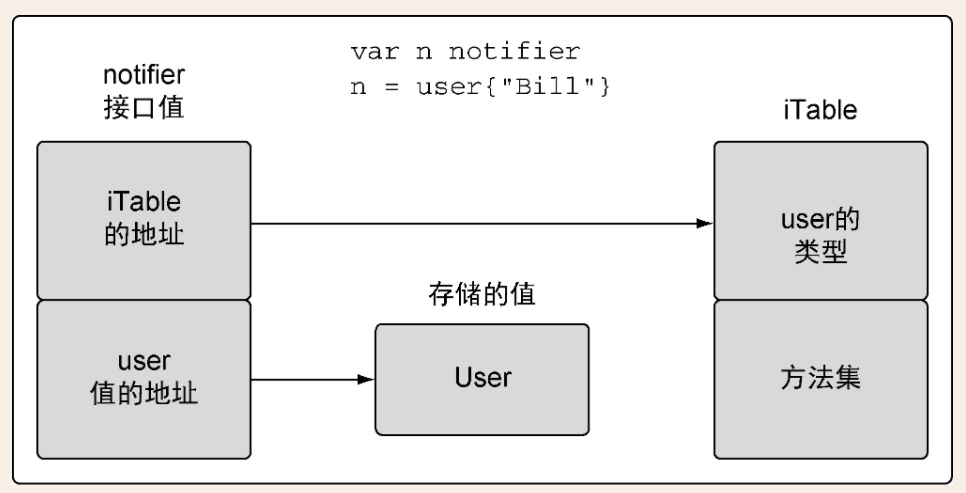 var n notifier
n = user{"Bill"}
notifier
接口值
iTable
iTable
的地址
user的
类型
存储的值
user
值的地址
User
方法集